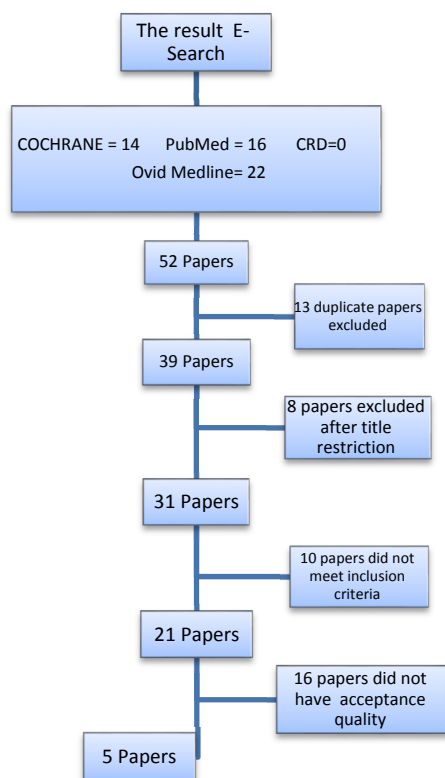 The result E-
Search
COCHRANE = 14 PubMed = 16 CRD=0
Ovid Medline= 22
52 Papers
13 duplicate papers
excluded
39 Papers
8 papers excluded
after title
restriction
31 Papers
10 papers did not
meet inclusion
criteria
21 Papers
16 papers did not
have acceptance
quality
5 Papers